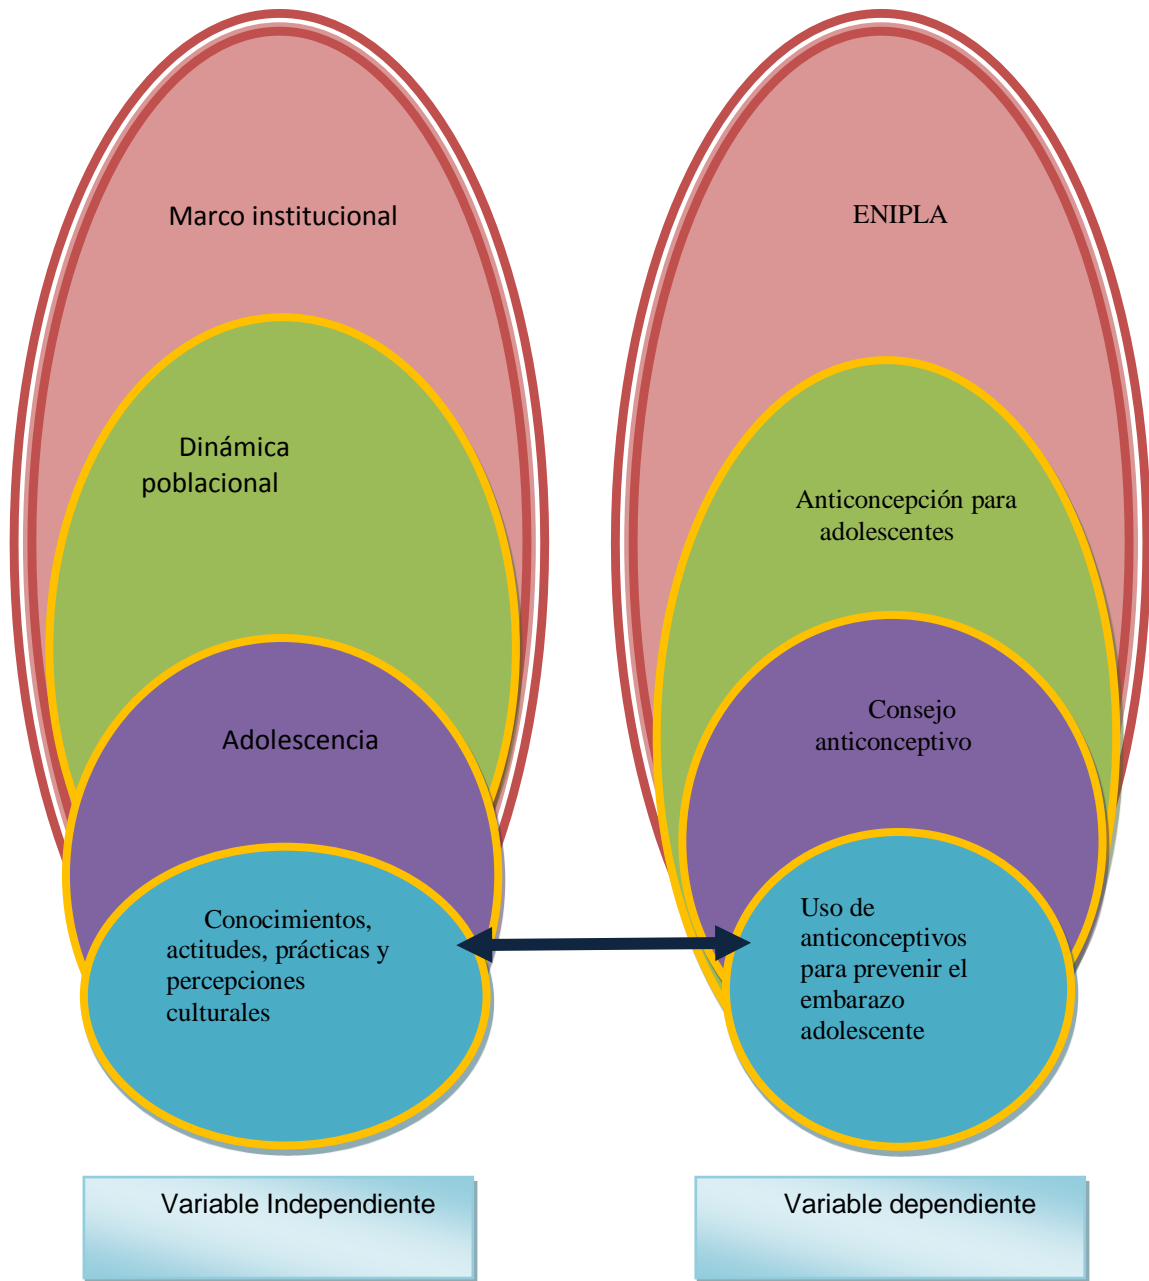 Marco institucional
Dinámica
poblacional
Adolescencia
Conocimientos,
actitudes, prácticas y
percepciones
culturales
Variable Independiente
ENIPLA
Anticoncepción para
adolescentes
Consejo
anticonceptivo
Uso de
anticonceptivos
para prevenir el
embarazo
adolescente
Variable dependiente